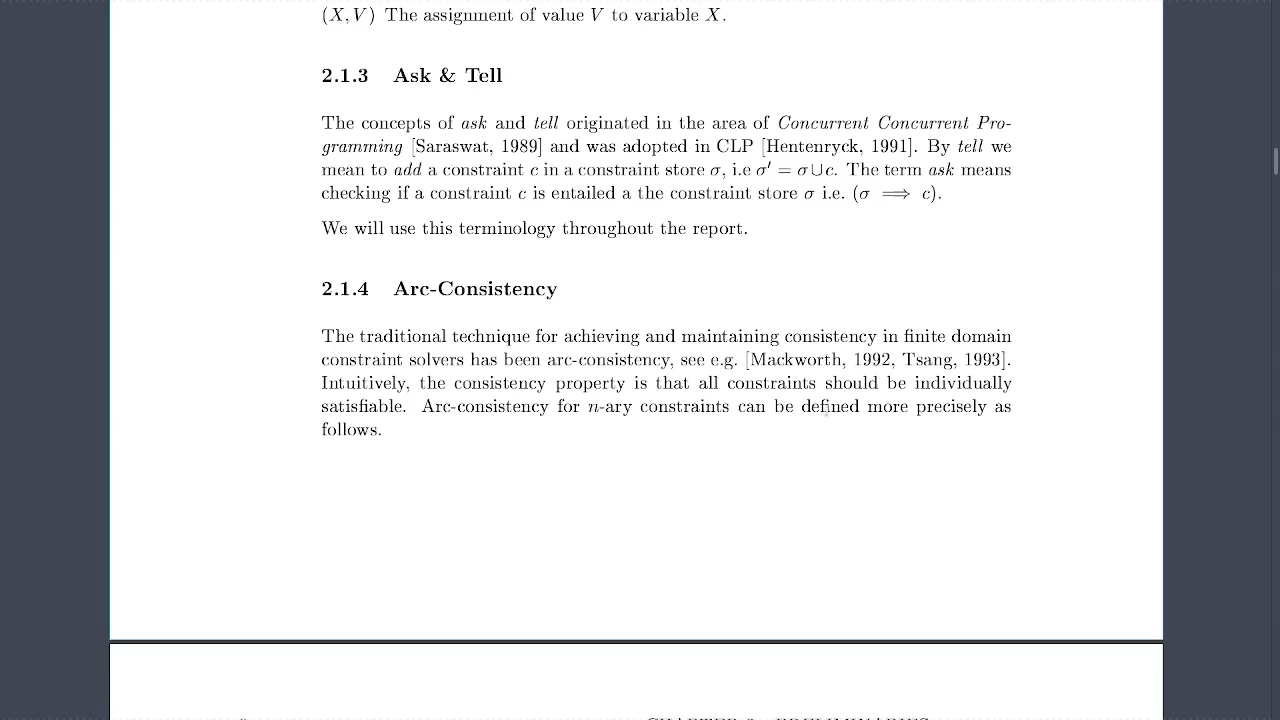 (X, V) The assignment of value V to variable X.
2.1.3 Ask & Tell
The concepts of ask and tell originated in the area of Concurrent Concurrent Pro-
gramming [Saraswat, 1989] and was adopted in CLP [Hentenryck, 1991]. By tell we
mean to add a constraint c in a constraint store σ, i.e σ′ = σ∪c. The term ask means
checking if a constraint c is entailed a the constraint store σ i.e. (σ ⟹ c).
We will use this terminology throughout the report.
2.1.4 Arc-Consistency
The traditional technique for achieving and maintaining consistency in finite domain
constraint solvers has been arc-consistency, see e.g. [Mackworth, 1992, Tsang, 1993].
Intuitively, the consistency property is that all constraints should be individually
satisfiable. Arc-consistency for n-ary constraints can be defined more precisely as
follows.